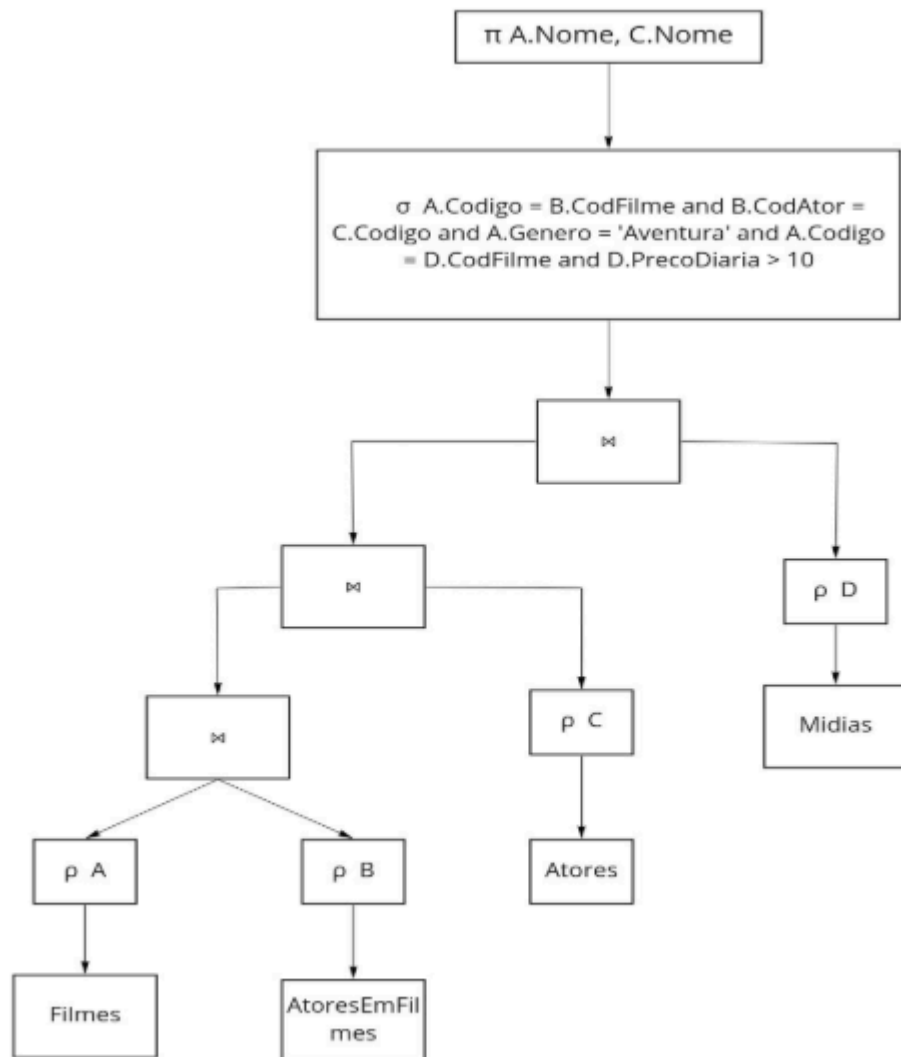 π A.Nome, C.Nome
σ A.Codigo = B.CodFilme and B.CodAtor =
C.Codigo and A.Genero = 'Aventura' and A.Codigo
= D.CodFilme and D.PrecoDiaria > 10
⋈
⋈
ρ D
⋈
ρ C
Midias
ρ A
ρ B
Atores
Filmes
AtoresEmFil
mes